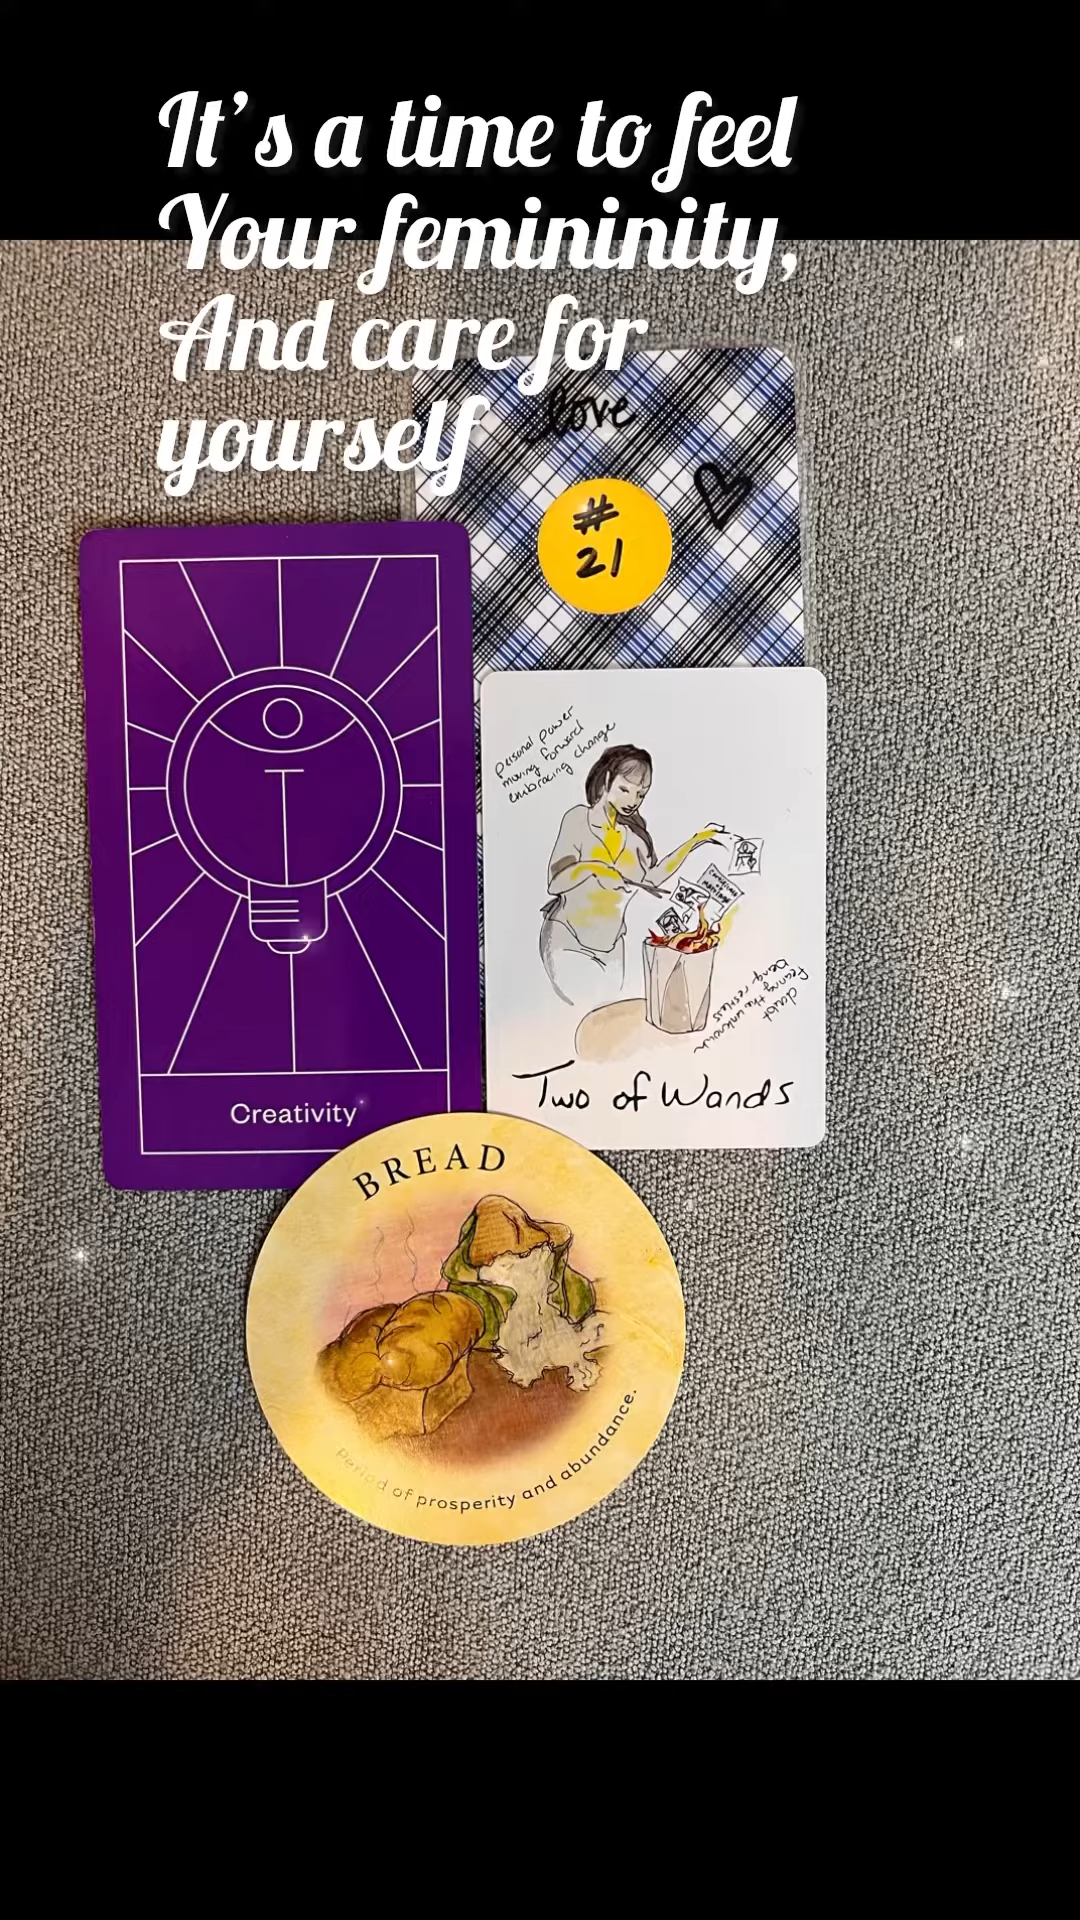 It's a time to feel
Your femininity,
And care for
yourself
love
#
21
personal power
moving forward
embracing change
doubt
fearing the unknown
being restless
Two of Wands
Creativity
BREAD
Period of prosperity and abundance.